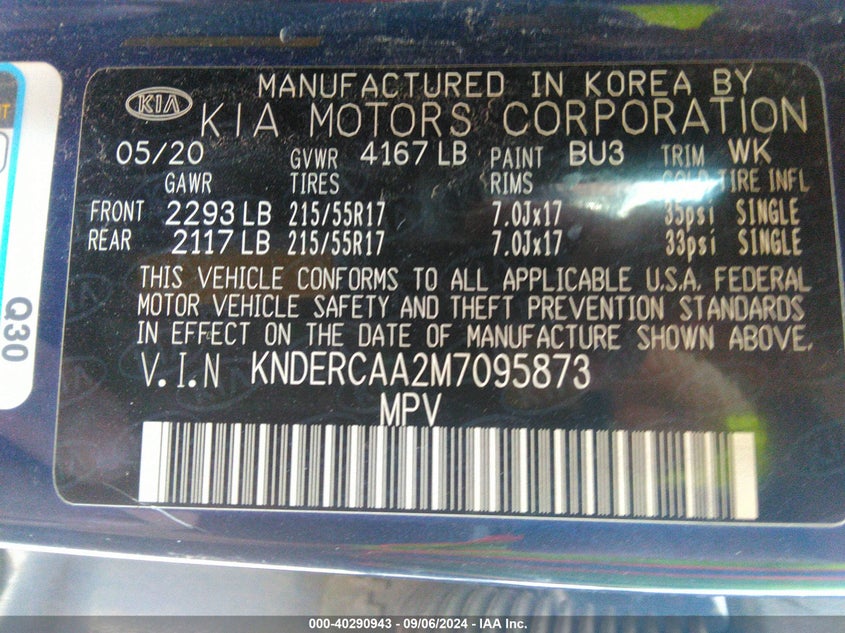 MANUFACTURED IN KOREA BY
KIA KIA MOTORS CORPORATION
05/20 GVWR 4167 LB PAINT BU3 TRIM WK
GAWR TIRES RIMS COLD TIRE INFL
FRONT 2293 LB 215/55R17 7.0Jx17 35psi SINGLE
REAR 2117 LB 215/55R17 7.0Jx17 33psi SINGLE
THIS VEHICLE CONFORMS TO ALL APPLICABLE U.S.A. FEDERAL
MOTOR VEHICLE SAFETY AND THEFT PREVENTION STANDARDS
IN EFFECT ON THE DATE OF MANUFACTURE SHOWN ABOVE.
V.I.N KNDERCAA2M7095873
MPV
Q30
000-40290943 - 09/06/2024 - IAA Inc.